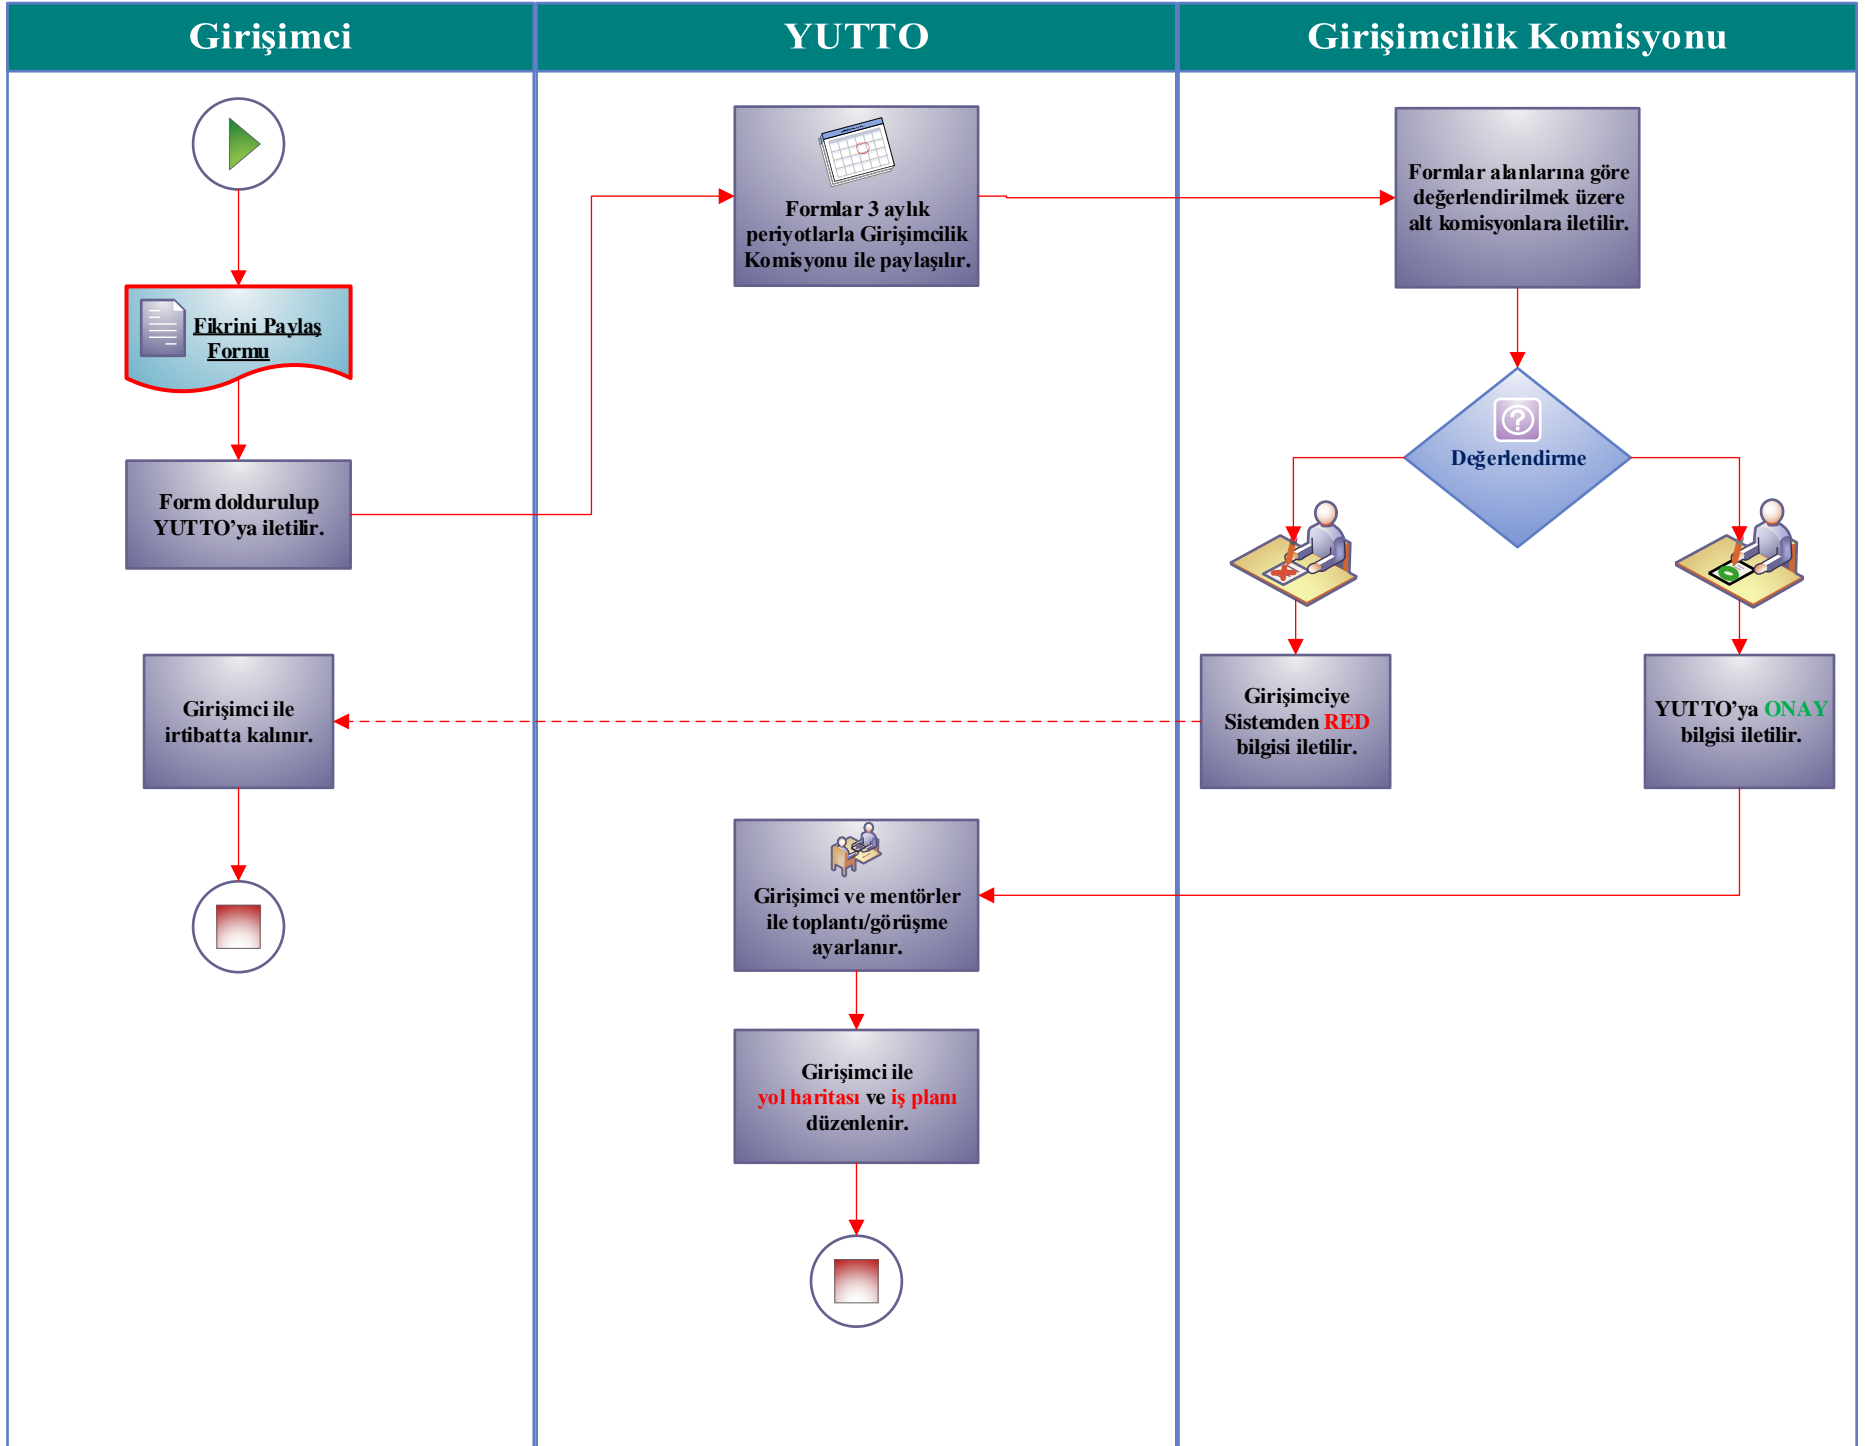 Girişimci
YUTTO
Girişimcilik Komisyonu
Fikrini Paylaş
Formu
Form doldurulup
YUTTO’ya iletilir.
Formlar 3 aylık
periyotlarla Girişimcilik
Komisyonu ile paylaşılır.
Formlar alanlarına göre
değerlendirilmek üzere
alt komisyonlara iletilir.
Değerlendirme
Girişimci ile
irtibatta kalınır.
Girişimciye
Sistemden RED
bilgisi iletilir.
YUTTO’ya ONAY
bilgisi iletilir.
Girişimci ve mentörler
ile toplantı/görüşme
ayarlanır.
Girişimci ile
yol haritası ve iş planı
düzenlenir.